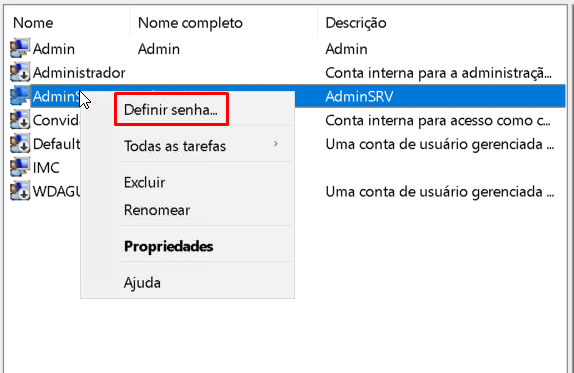 Nome Nome completo Descrição
Admin Admin Admin
Administrador Conta interna para a administraçã...
AdminS AdminSRV
Definir senha...
Convida Conta interna para acesso como c...
Default Uma conta de usuário gerenciada ...
Todas as tarefas
IMC
Excluir
WDAGU Uma conta de usuário gerenciada ...
Renomear
Propriedades
Ajuda